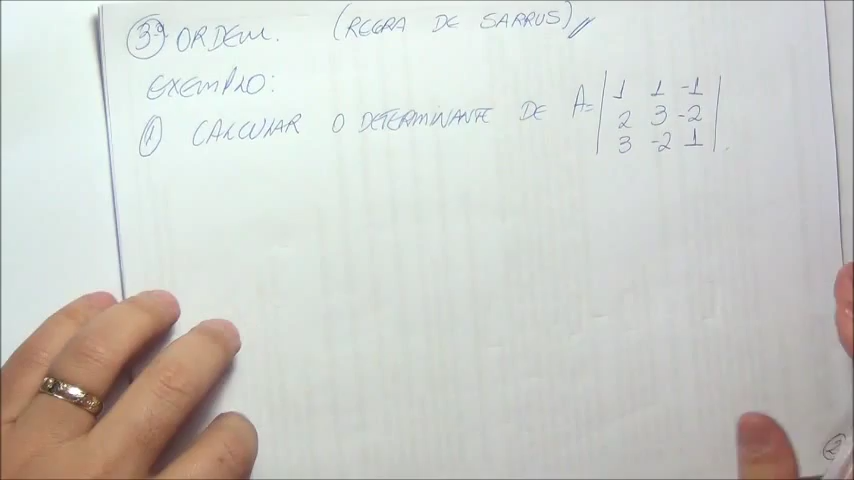 3ª ORDEM. (REGRA DE SARRUS)
EXEMPLO:
1 CALCULAR O DETERMINANTE DE A= | 1 1 -1 |
| 2 3 -2 |
| 3 -2 1 | .
2